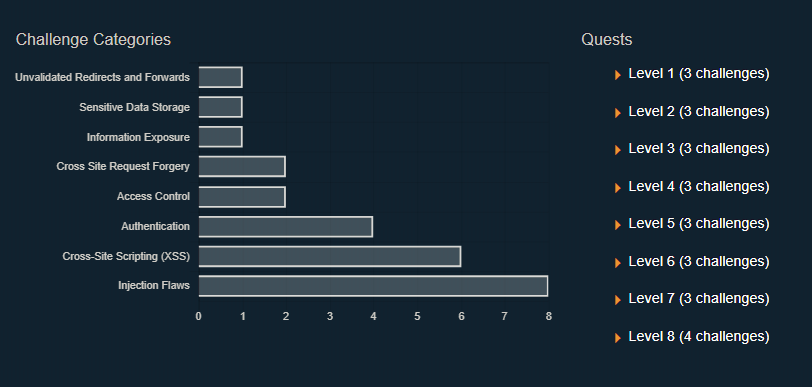 Challenge Categories
Unvalidated Redirects and Forwards
Sensitive Data Storage
Information Exposure
Cross Site Request Forgery
Access Control
Authentication
Cross-Site Scripting (XSS)
Injection Flaws
0 1 2 3 4 5 6 7 8
Quests
Level 1 (3 challenges)
Level 2 (3 challenges)
Level 3 (3 challenges)
Level 4 (3 challenges)
Level 5 (3 challenges)
Level 6 (3 challenges)
Level 7 (3 challenges)
Level 8 (4 challenges)